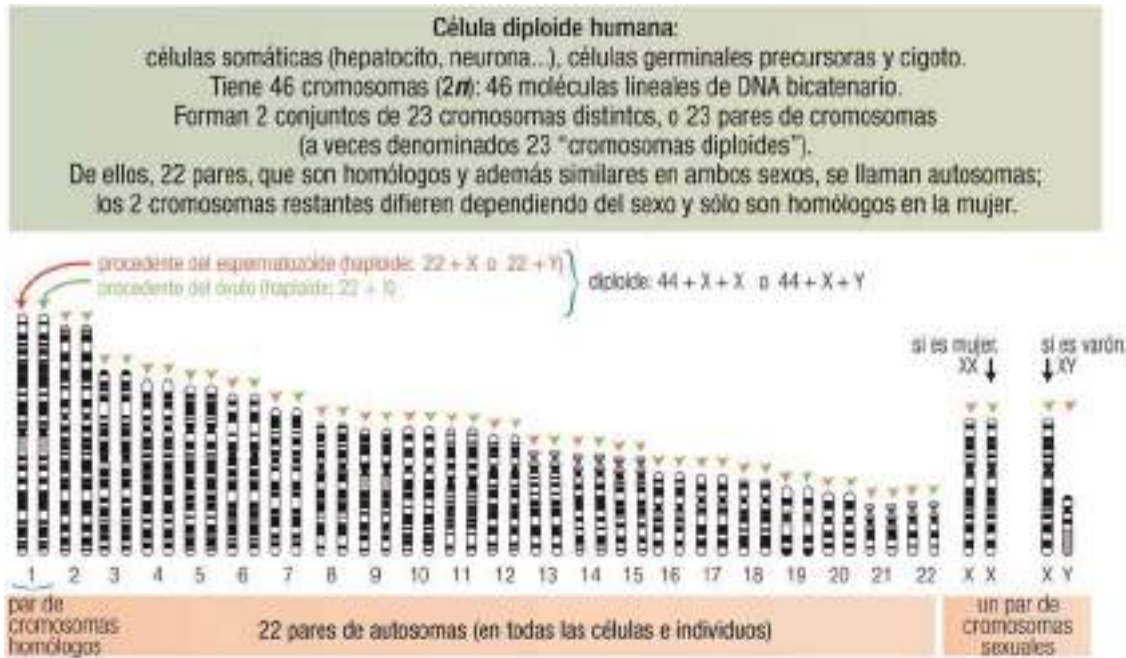 Célula diploide humana:
células somáticas (hepatocito, neurona...), células germinales precursoras y cigoto.
Tiene 46 cromosomas (2n): 46 moléculas lineales de DNA bicatenario.
Forman 2 conjuntos de 23 cromosomas distintos, o 23 pares de cromosomas
(a veces denominados 23 "cromosomas diploides").
De ellos, 22 pares, que son homólogos y además similares en ambos sexos, se llaman autosomas;
los 2 cromosomas restantes difieren dependiendo del sexo y sólo son homólogos en la mujer.
procedente del espermatozoide (haploide: 22 + X o 22 + Y)
procedente del óvulo (haploide: 22 + X)
diploide: 44 + X + X o 44 + X + Y
si es mujer,
XX
si es varón,
XY
1 2 3 4 5 6 7 8 9 10 11 12 13 14 15 16 17 18 19 20 21 22 X X X Y
par de
cromosomas
homólogos
22 pares de autosomas (en todas las células e individuos)
un par de
cromosomas
sexuales